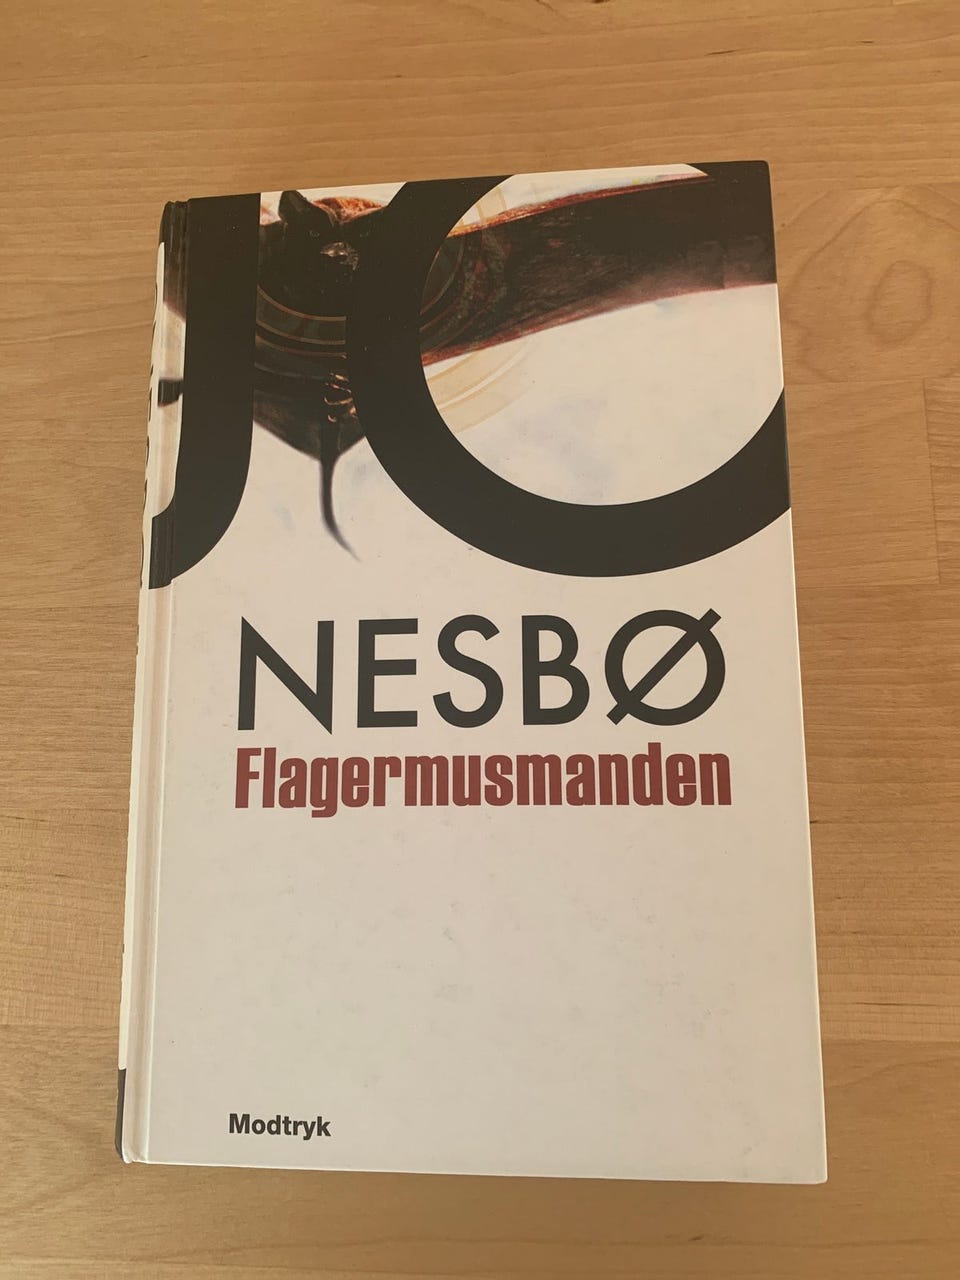 JO
NESBØ
Flagermusmanden
Modtryk